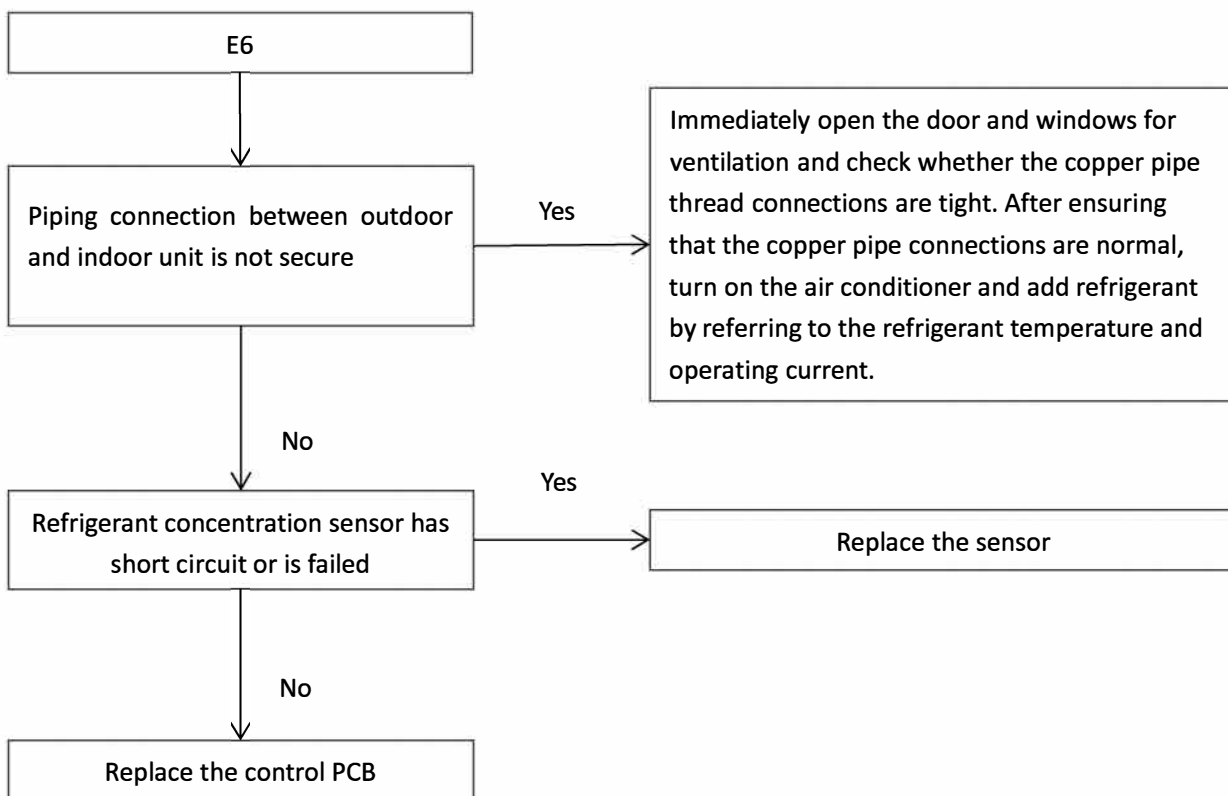 E6
Piping connection between outdoor
and indoor unit is not secure
Yes
Immediately open the door and windows for
ventilation and check whether the copper pipe
thread connections are tight. After ensuring
that the copper pipe connections are normal,
turn on the air conditioner and add refrigerant
by referring to the refrigerant temperature and
operating current.
No
Refrigerant concentration sensor has
short circuit or is failed
Yes
Replace the sensor
No
Replace the control PCB